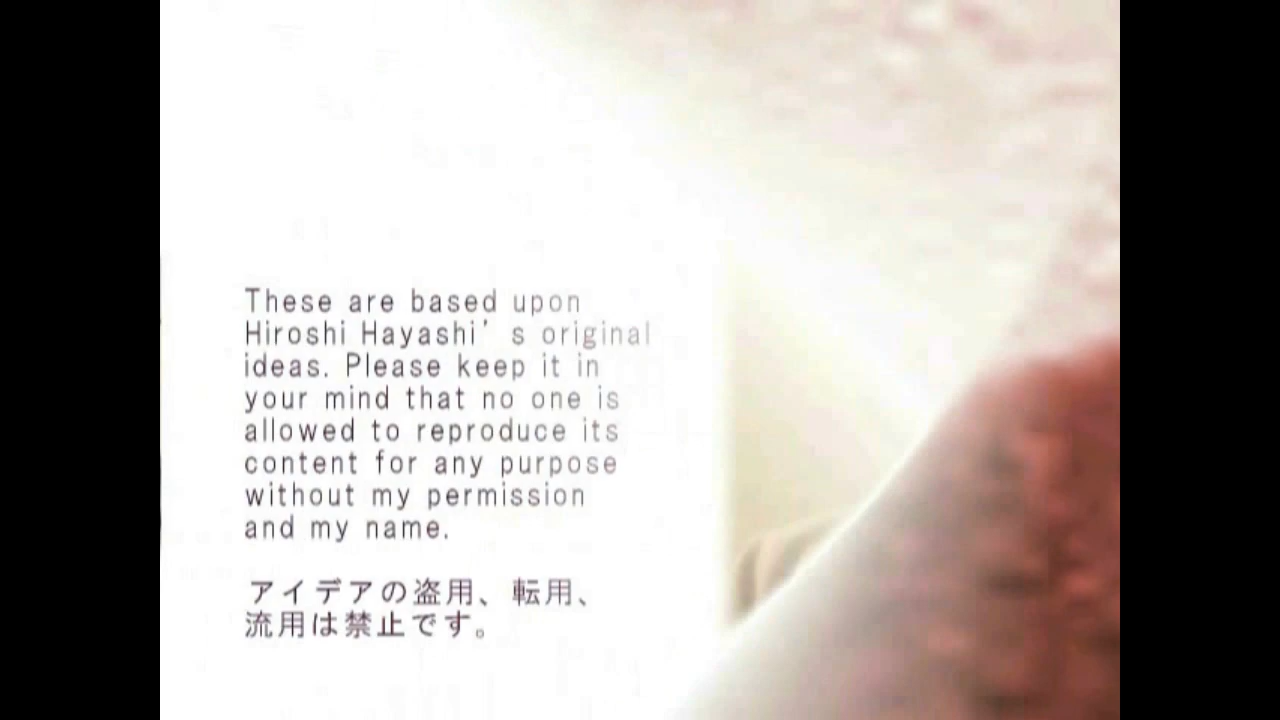 These are based upon
Hiroshi Hayashi’s original
ideas. Please keep it in
your mind that no one is
allowed to reproduce its
content for any purpose
without my permission
and my name.
アイデアの盗用、転用、
流用は禁止です。